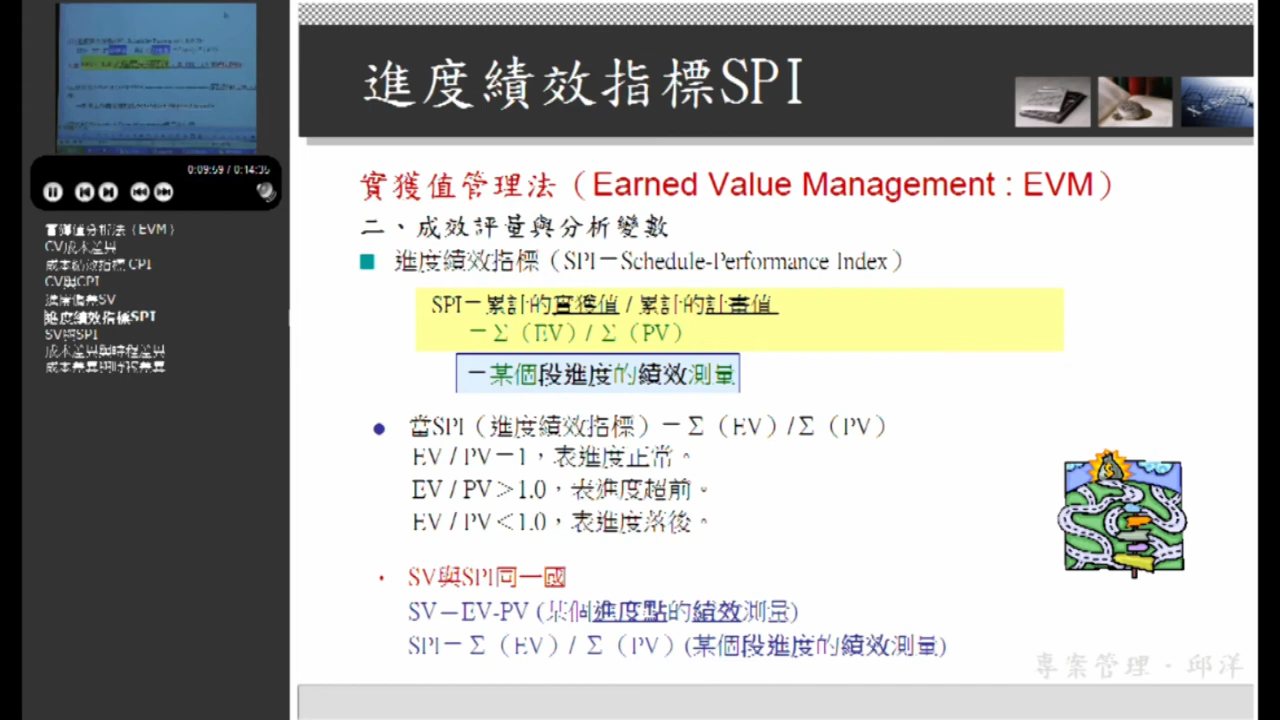 進度績效指標SPI
0:09:59 / 0:14:35
實獲值分析法（EVM）
CV成本差異
成本績效指標 CPI
CV與CPI
進度偏差SV
進度績效指標SPI
SV與SPI
成本差異與時程差異
成本差異與時程差異
實獲值管理法（Earned Value Management : EVM）
二、成效評量與分析變數
進度績效指標（SPI－Schedule-Performance Index）
SPI＝累計的實獲值 / 累計的計畫值
＝Σ（EV）/ Σ（PV）
＝某個段進度的績效測量
當SPI（進度績效指標）＝Σ（EV）/Σ（PV）
EV / PV＝1，表進度正常。
EV / PV＞1.0，表進度超前。
EV / PV＜1.0，表進度落後。
· SV與SPI同一國
SV＝EV-PV (某個進度點的績效測量)
SPI＝Σ（EV）/ Σ（PV）(某個段進度的績效測量)
專案管理·邱洋